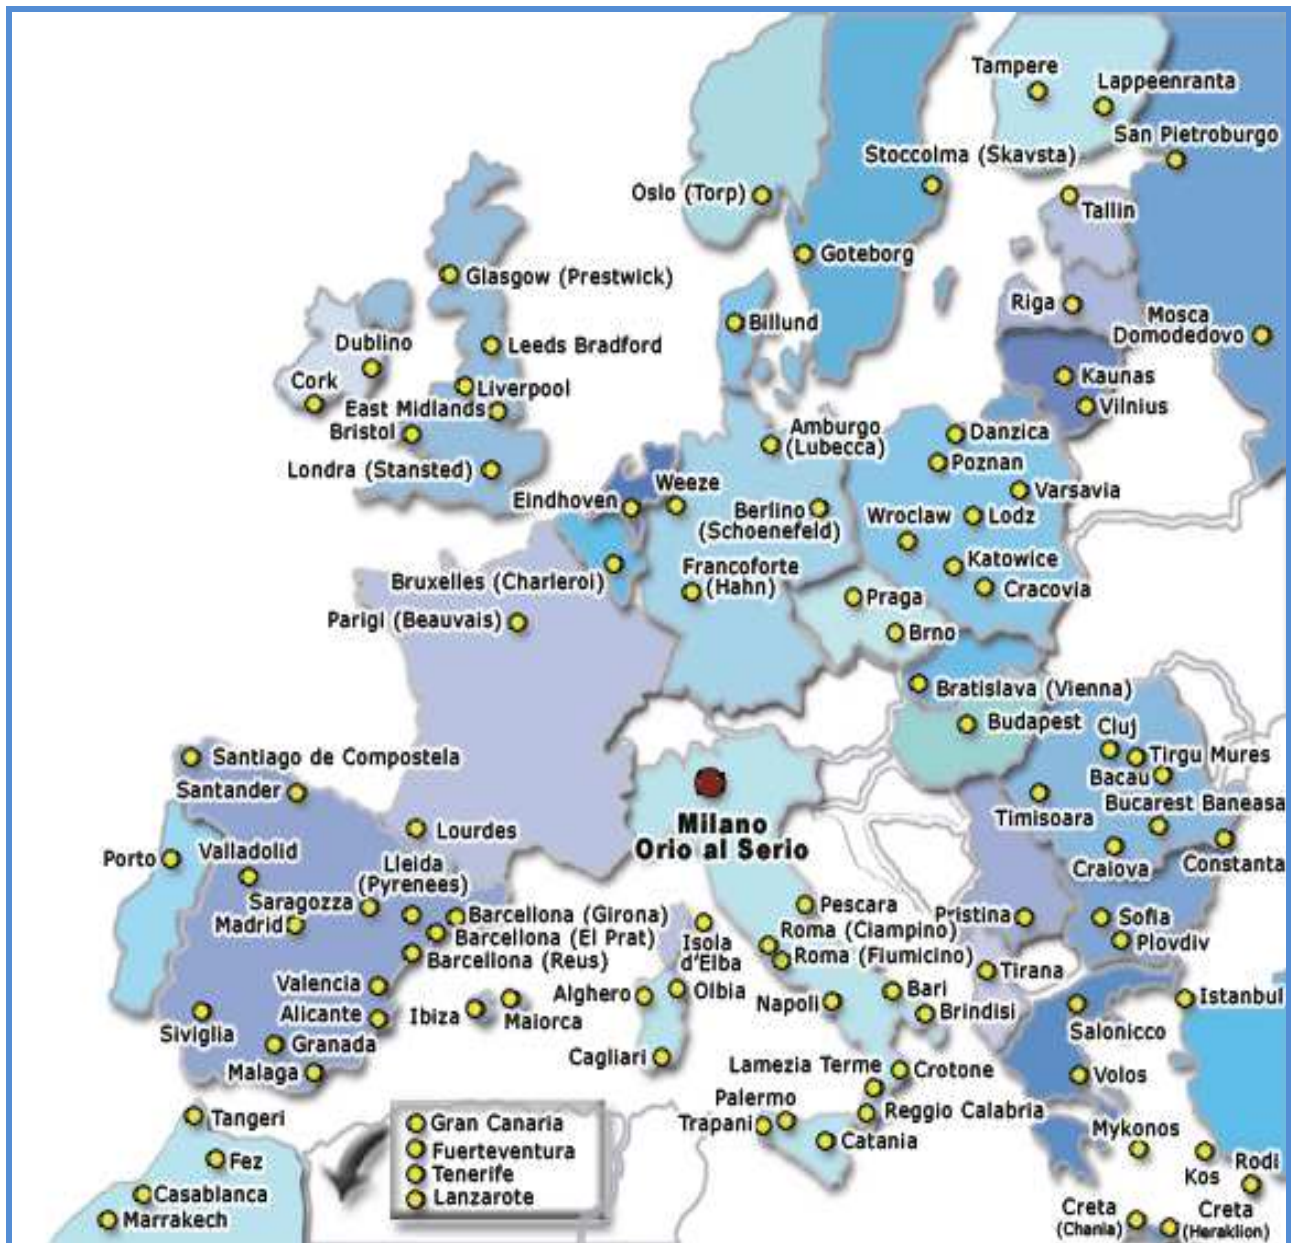 Tampere
Lappeenranta
San Pietroburgo
Stoccolma (Skavsta)
Oslo (Torp)
Tallin
Goteborg
Glasgow (Prestwick)
Riga
Mosca
Domodedovo
Billund
Dublino
Leeds Bradford
Cork
Liverpool
Kaunas
East Midlands
Vilnius
Bristol
Amburgo
(Lubecca)
Danzica
Londra (Stansted)
Poznan
Weeze
Varsavia
Eindhoven
Berlino
(Schoenefeld)
Wroclaw
Lodz
Bruxelles (Charleroi)
Francoforte
(Hahn)
Katowice
Cracovia
Praga
Parigi (Beauvais)
Brno
Bratislava (Vienna)
Budapest
Cluj
Santiago de Compostela
Tirgu Mures
Bacau
Santander
Bucarest Baneasa
Milano
Orio al Serio
Timisoara
Lourdes
Porto
Valladolid
Lleida
(Pyrenees)
Craiova
Constanta
Saragozza
Madrid
Barcellona (Girona)
Barcellona (El Prat)
Barcellona (Reus)
Pescara
Pristina
Sofia
Plovdiv
Roma (Ciampino)
Roma (Fiumicino)
Isola
d'Elba
Tirana
Valencia
Alghero
Olbia
Napoli
Bari
Istanbul
Siviglia
Alicante
Ibiza
Maiorca
Brindisi
Salonicco
Granada
Cagliari
Malaga
Lamezia Terme
Crotone
Volos
Tangeri
Palermo
Trapani
Reggio Calabria
Catania
Mykonos
Gran Canaria
Fuerteventura
Tenerife
Lanzarote
Fez
Kos
Rodi
Casablanca
Marrakech
Creta
(Chania)
Creta
(Heraklion)